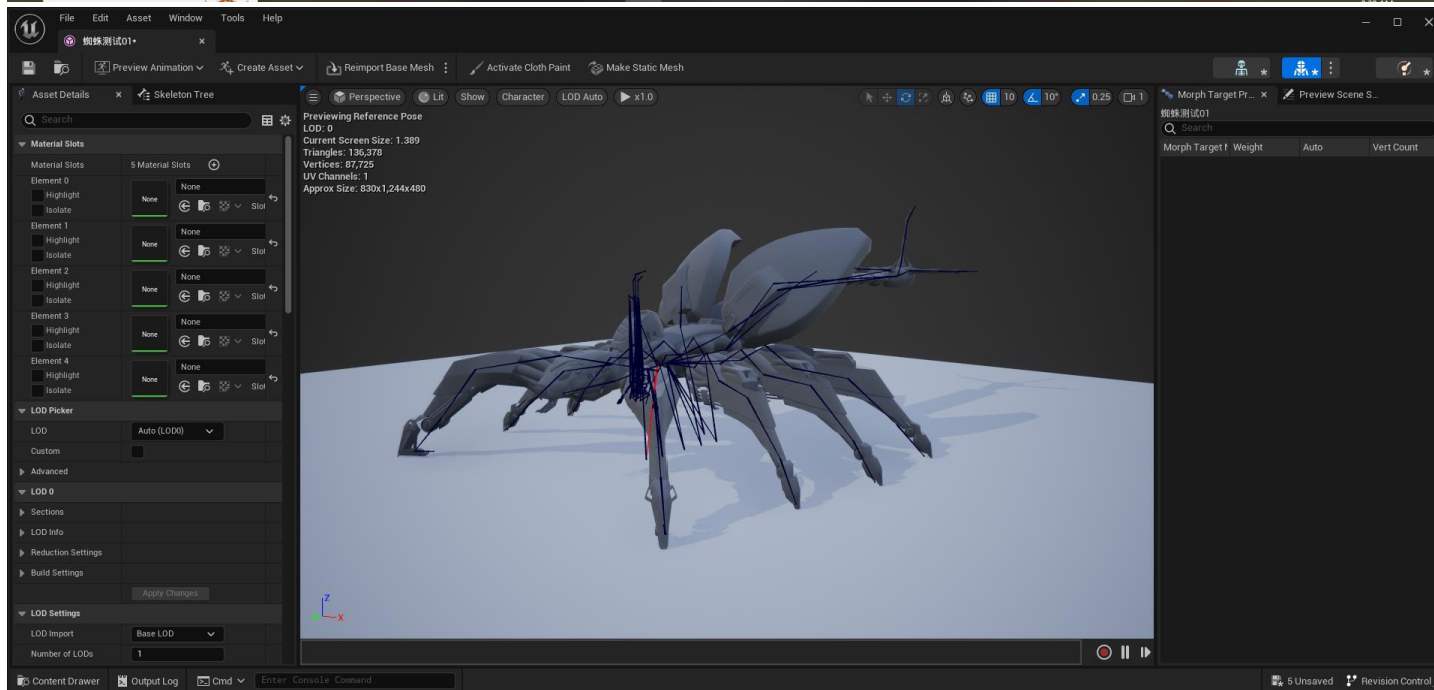 File Edit Asset Window Tools Help
蜘蛛测试01•
Preview Animation Create Asset Reimport Base Mesh Activate Cloth Paint Make Static Mesh
Asset Details Skeleton Tree
Search
Material Slots
Material Slots 5 Material Slots
Element 0
Highlight
Isolate
None
None
Slot
Element 1
Highlight
Isolate
None
None
Slot
Element 2
Highlight
Isolate
None
None
Slot
Element 3
Highlight
Isolate
None
None
Slot
Element 4
Highlight
Isolate
None
None
Slot
LOD Picker
LOD Auto (LOD0)
Custom
Advanced
LOD 0
Sections
LOD Info
Reduction Settings
Build Settings
Apply Changes
LOD Settings
LOD Import Base LOD
Number of LODs 1
Perspective Lit Show Character LOD Auto x1.0 10 10° 0.25 1
Previewing Reference Pose
LOD: 0
Current Screen Size: 1.389
Triangles: 136,378
Vertices: 87,725
UV Channels: 1
Approx Size: 830x1,244x480
Z
X
Morph Target Pr... Preview Scene S...
蜘蛛测试01
Search
Morph Target N Weight Auto Vert Count
Content Drawer Output Log Cmd Enter Console Command 5 Unsaved Revision Control